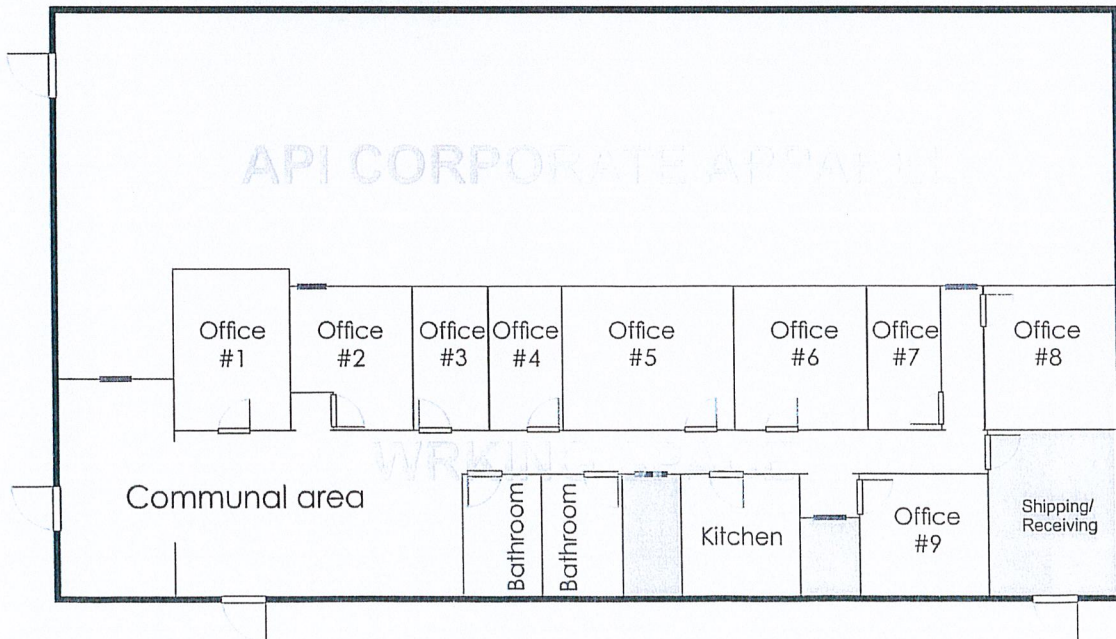 API CORPORATE APPAREL
Office
#1
Office
#2
Office
#3
Office
#4
Office
#5
Office
#6
Office
#7
Office
#8
Communal area
Bathroom
Bathroom
Kitchen
Office
#9
Shipping/
Receiving